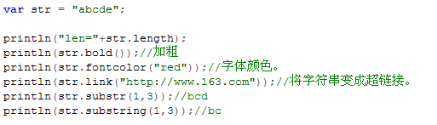 var str = "abcde";
println("len="+str.length);
println(str.bold());//加粗
println(str.fontcolor("red"));//字体颜色。
println(str.link("http://www.163.com"));//将字符串变成超链接。
println(str.substr(1,3));//bcd
println(str.substring(1,3));//bc